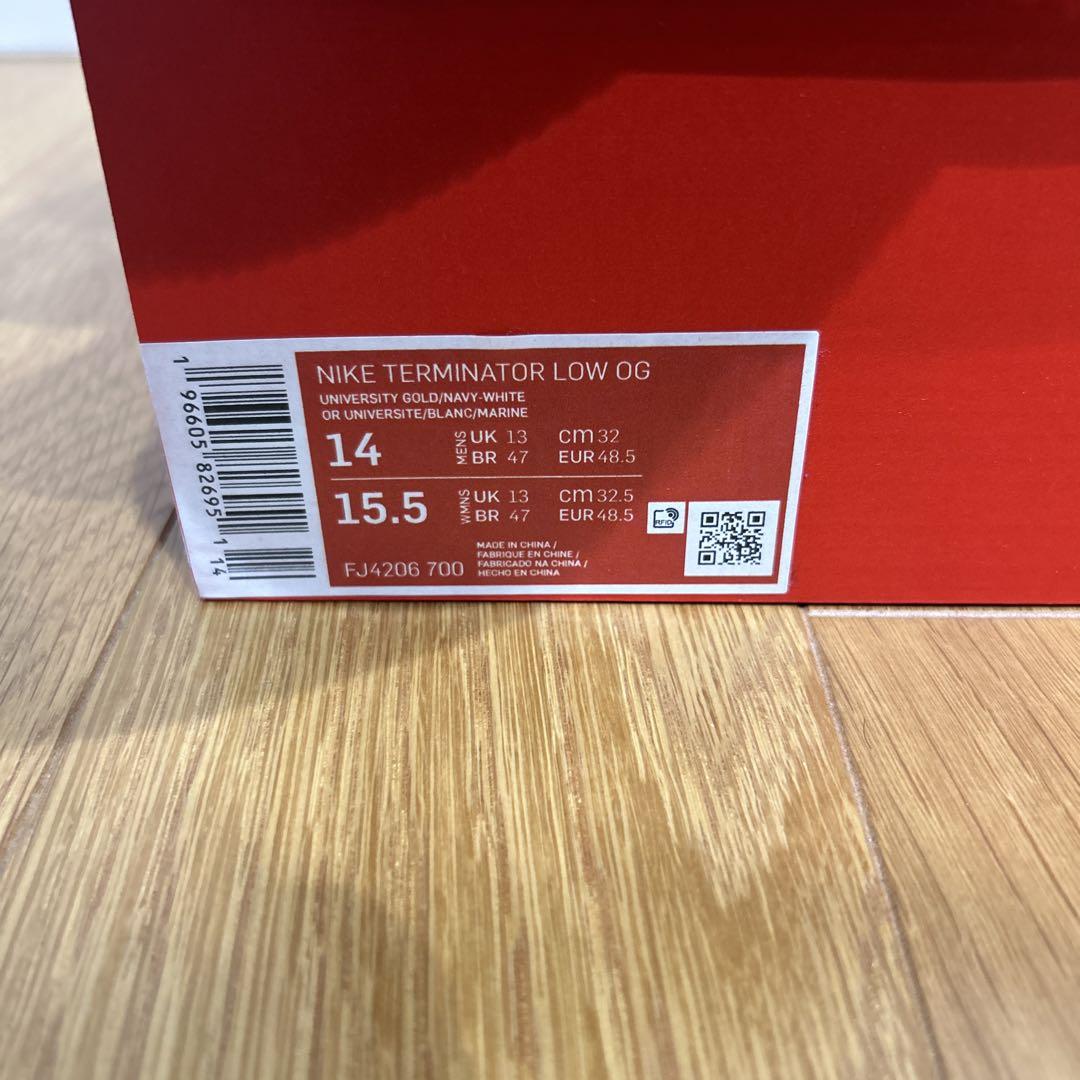 NIKE TERMINATOR LOW OG
UNIVERSITY GOLD/NAVY-WHITE
OR UNIVERSITE/BLANC/MARINE
14 MENS UK 13 cm 32
BR 47 EUR 48.5
15.5 WMNS UK 13 cm 32.5
BR 47 EUR 48.5
RFID
FJ4206 700
MADE IN CHINA /
FABRIQUE EN CHINE /
FABRICADO NA CHINA /
HECHO EN CHINA
1 96605 82695 1 14